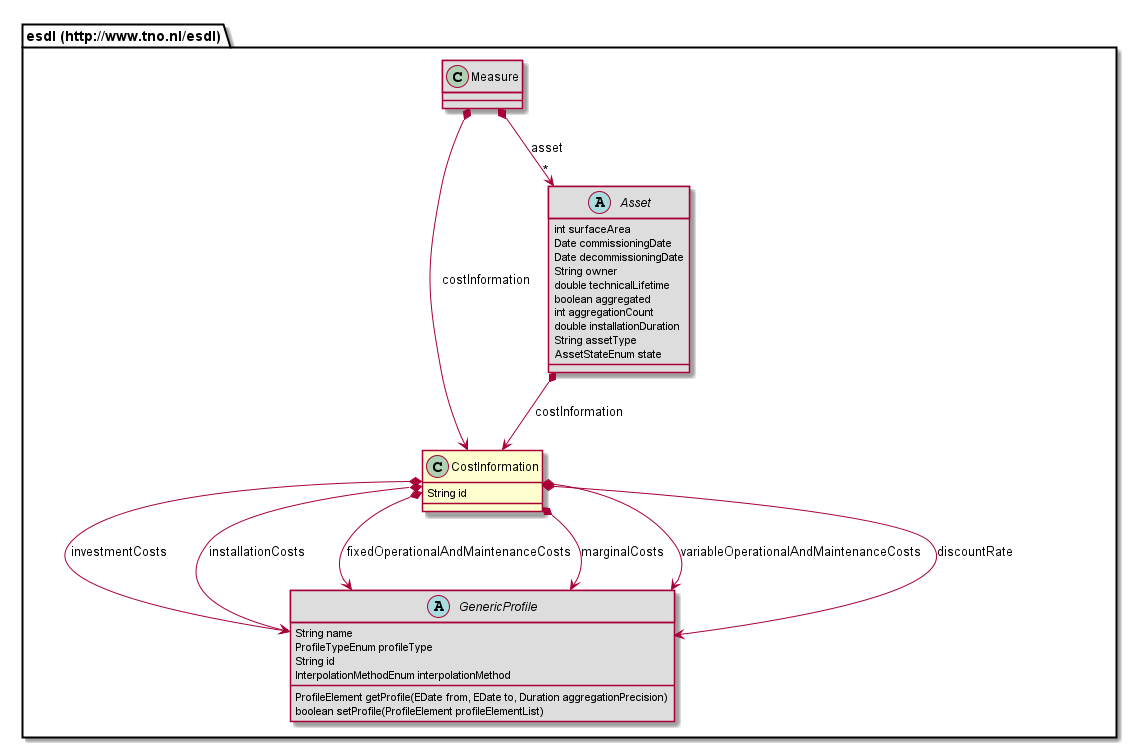 esdl (http://www.tno.nl/esdl)
C Measure
asset
*
A Asset
int surfaceArea
Date commissioningDate
Date decommissioningDate
String owner
double technicalLifetime
boolean aggregated
int aggregationCount
double installationDuration
String assetType
AssetStateEnum state
costInformation
costInformation
C CostInformation
String id
investmentCosts
installationCosts
fixedOperationalAndMaintenanceCosts
marginalCosts
variableOperationalAndMaintenanceCosts
discountRate
A GenericProfile
String name
ProfileTypeEnum profileType
String id
InterpolationMethodEnum interpolationMethod
ProfileElement getProfile(EDate from, EDate to, Duration aggregationPrecision)
boolean setProfile(ProfileElement profileElementList)